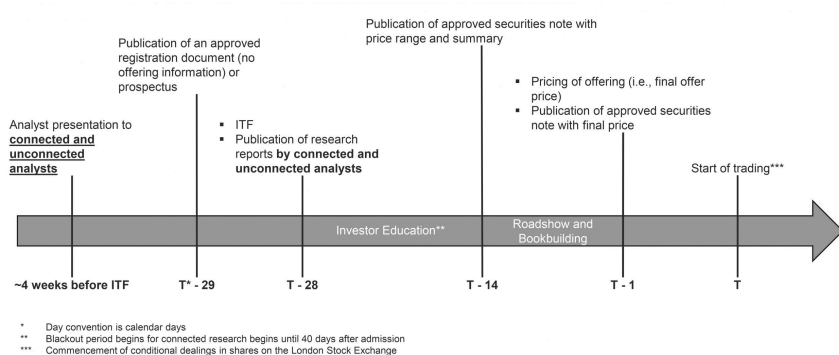 Publication of approved securities note with
price range and summary
Publication of an approved
registration document (no
offering information) or
prospectus
▪ Pricing of offering (i.e., final offer
price)
▪ Publication of approved securities
note with final price
Analyst presentation to
connected and
unconnected
analysts
▪ ITF
▪ Publication of research
reports by connected and
unconnected analysts
Start of trading***
Investor Education**
Roadshow and
Bookbuilding
~4 weeks before ITF
T* - 29
T - 28
T - 14
T - 1
T
* Day convention is calendar days
** Blackout period begins for connected research begins until 40 days after admission
*** Commencement of conditional dealings in shares on the London Stock Exchange